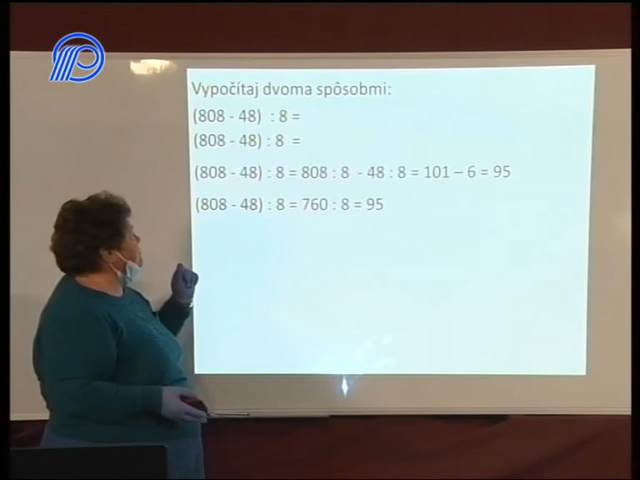 Vypočítaj dvoma spôsobmi:
(808 - 48) : 8 =
(808 - 48) : 8 =
(808 - 48) : 8 = 808 : 8 - 48 : 8 = 101 – 6 = 95
(808 - 48) : 8 = 760 : 8 = 95